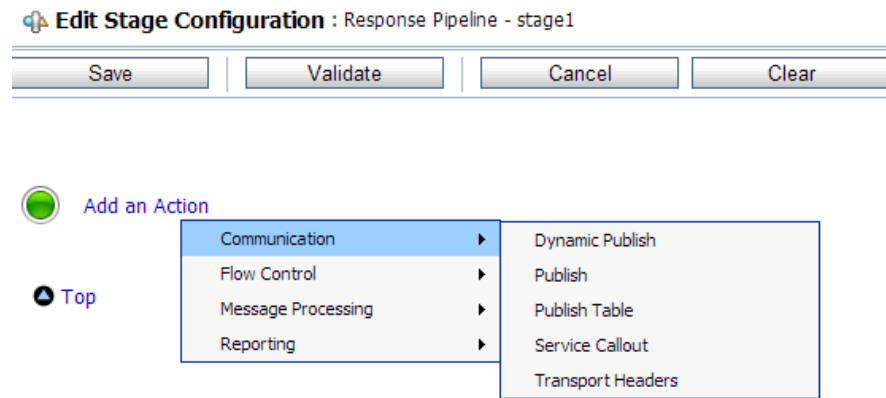 Edit Stage Configuration : Response Pipeline - stage1
Save Validate Cancel Clear
Add an Action
Communication Dynamic Publish
Flow Control Publish
Top
Message Processing Publish Table
Reporting Service Callout
Transport Headers